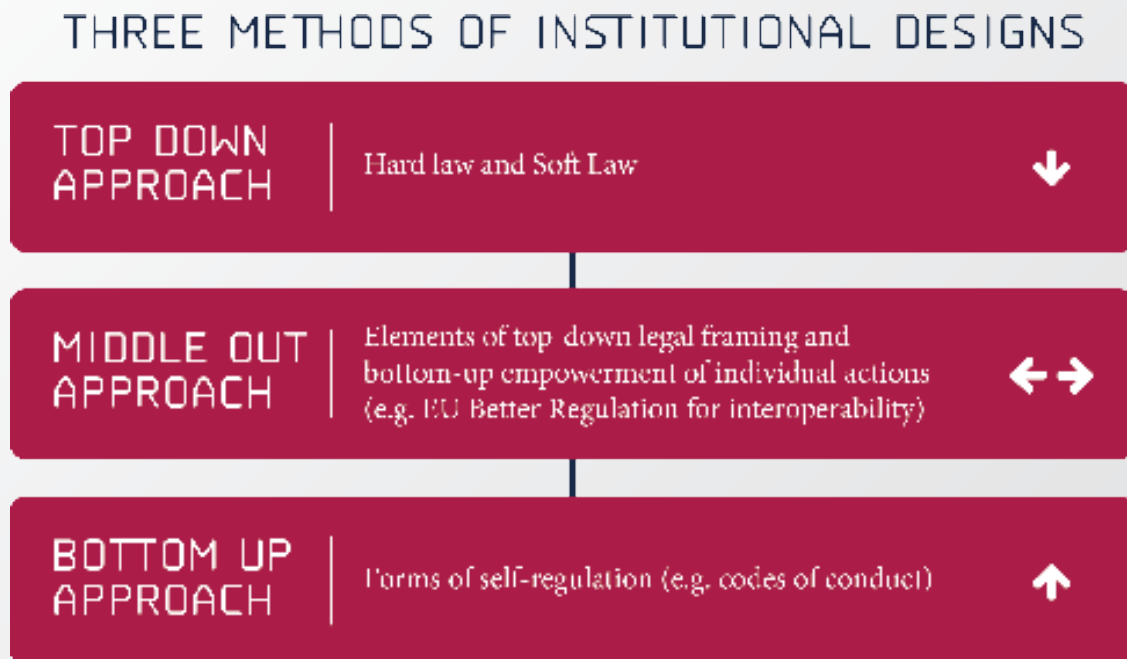 THREE METHODS OF INSTITUTIONAL DESIGNS
TOP DOWN
APPROACH
Hard law and Soft Law
MIDDLE OUT
APPROACH
Elements of top-down legal framing and
bottom-up empowerment of individual actions
(e.g. EU Better Regulation for interoperability)
BOTTOM UP
APPROACH
Forms of self-regulation (e.g. codes of conduct)